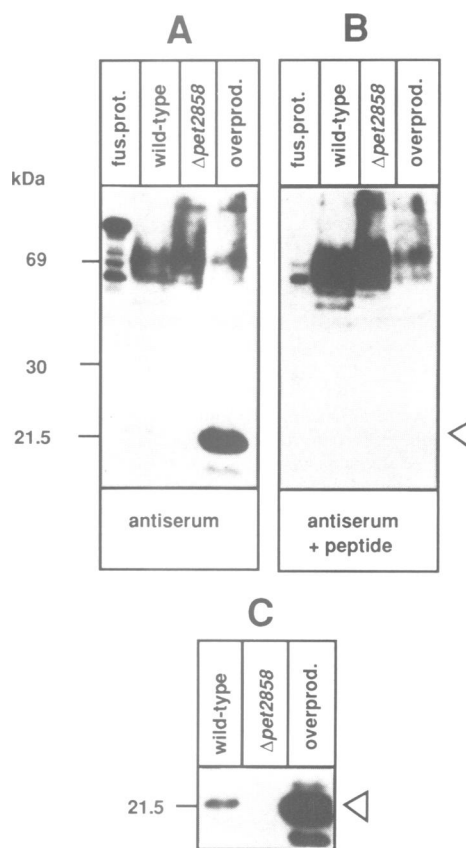 A
B
fus.prot.
wild-type
Δpet2858
overprod.
fus.prot.
wild-type
Δpet2858
overprod.
kDa
69
30
21.5
antiserum
antiserum
+ peptide
C
wild-type
Δpet2858
overprod.
21.5